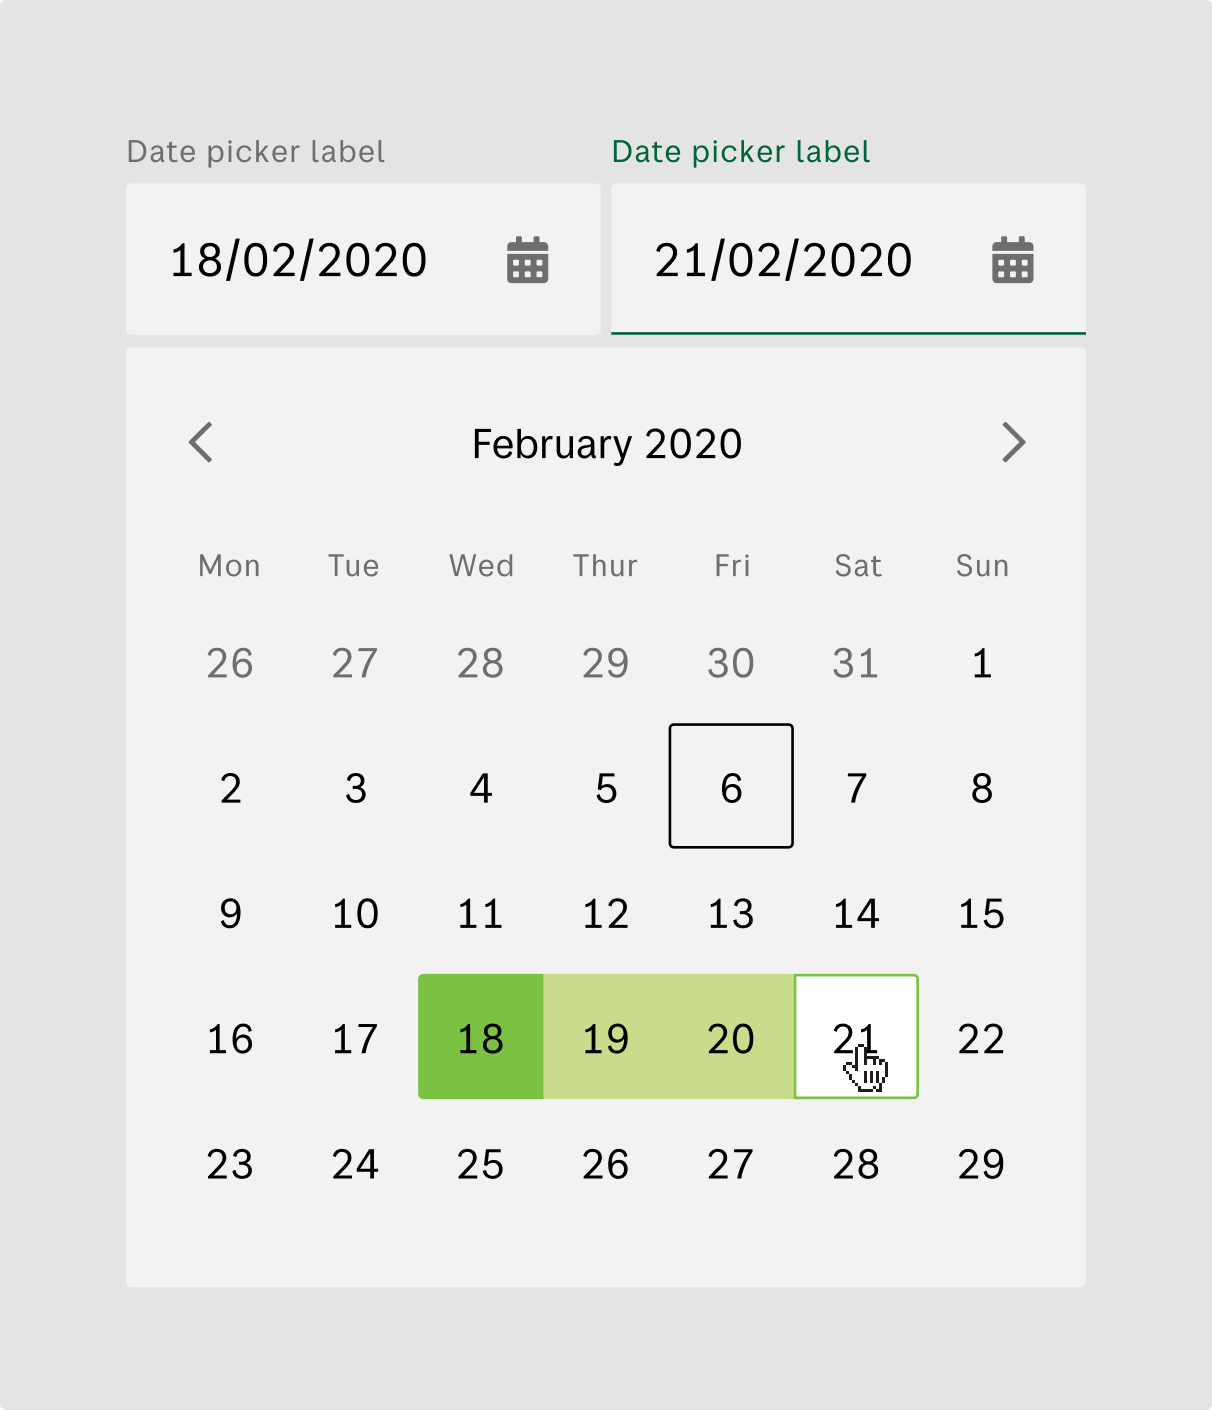 Date picker label Date picker label
18/02/2020 21/02/2020
February 2020
Mon Tue Wed Thur Fri Sat Sun
26 27 28 29 30 31 1
2 3 4 5 6 7 8
9 10 11 12 13 14 15
16 17 18 19 20 21 22
23 24 25 26 27 28 29